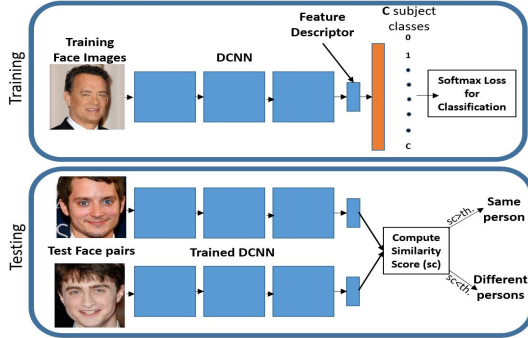 Training
Training
Face Images
DCNN
Feature
Descriptor
C subject
classes
0
1
C
Softmax Loss
for
Classification
Testing
Test Face pairs
Trained DCNN
Compute
Similarity
Score (sc)
sc>th.
Same
person
sc<th.
Different
persons